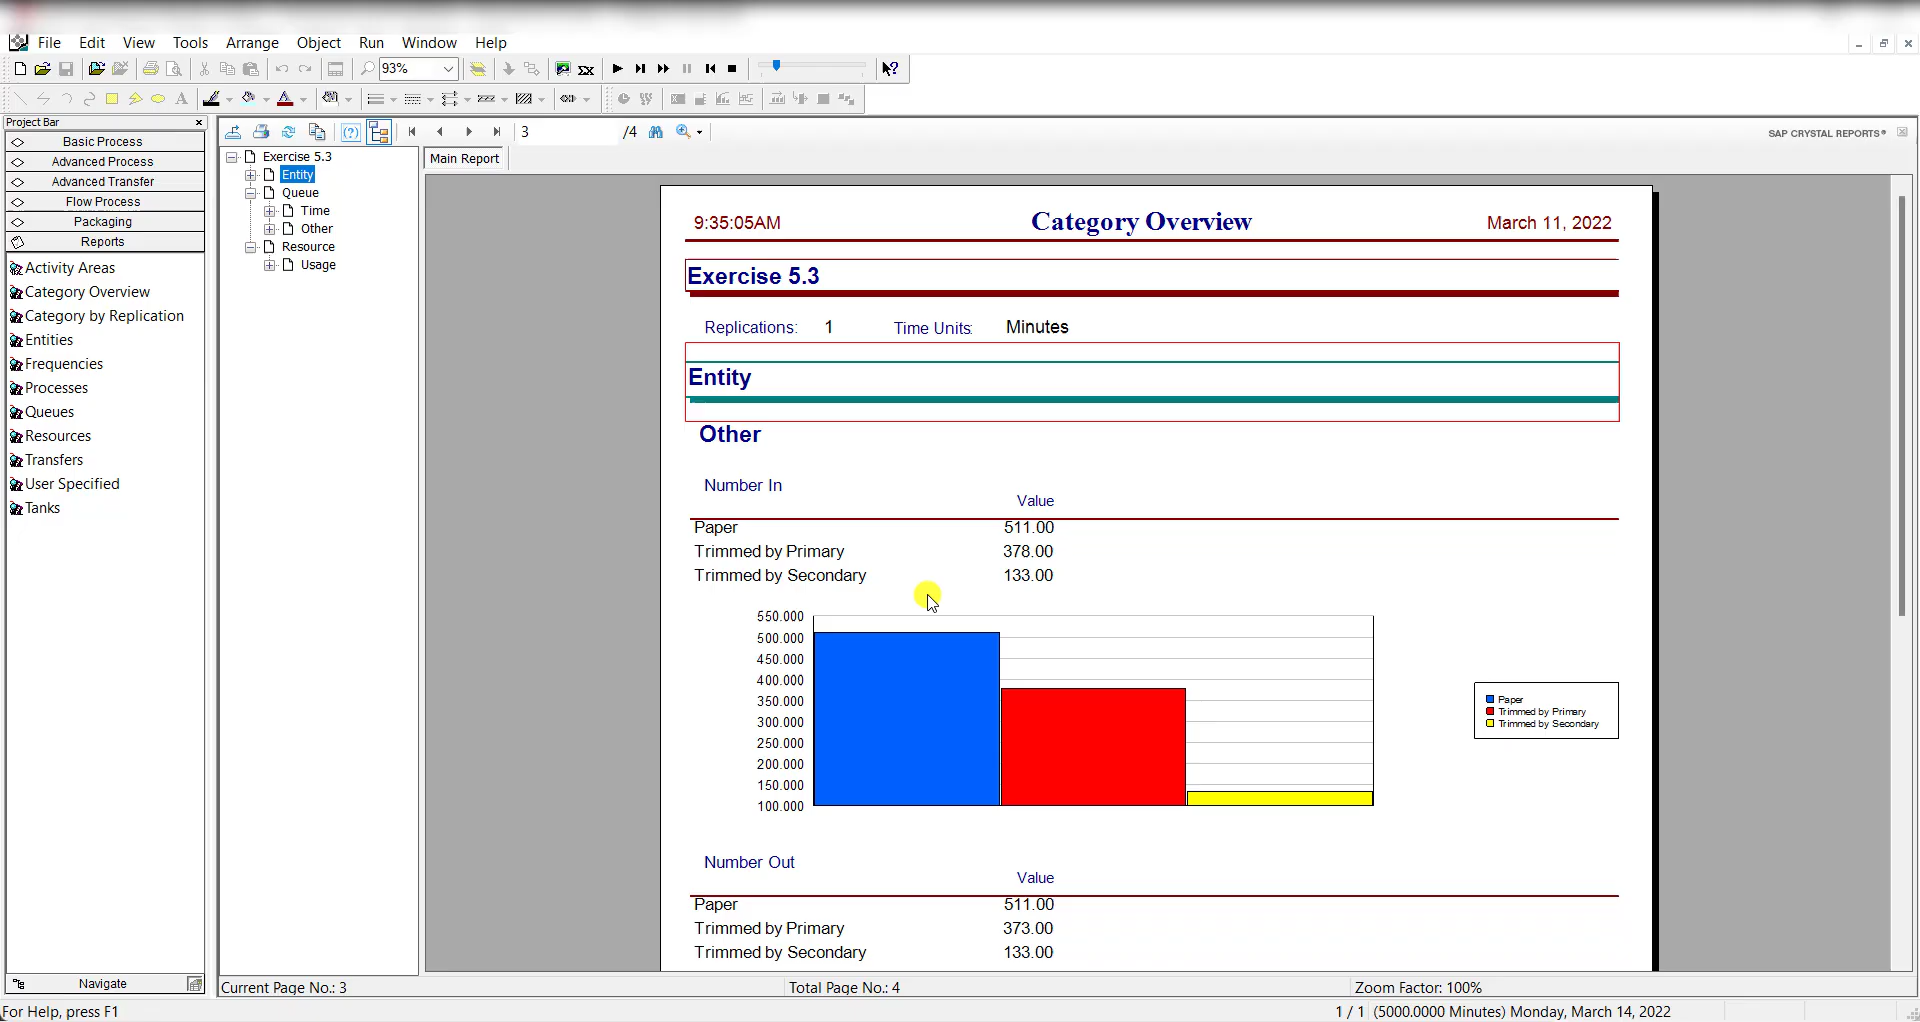 File Edit View Tools Arrange Object Run Window Help
93%
Project Bar
Basic Process
Advanced Process
Advanced Transfer
Flow Process
Packaging
Reports
Activity Areas
Category Overview
Category by Replication
Entities
Frequencies
Processes
Queues
Resources
Transfers
User Specified
Tanks
Navigate
3 /4
SAP CRYSTAL REPORTS®
Exercise 5.3
Entity
Queue
Time
Other
Resource
Usage
Main Report
9:35:05AM Category Overview March 11, 2022
Exercise 5.3
Replications: 1 Time Units: Minutes
Entity
Other
Number In
Value
Paper 511.00
Trimmed by Primary 378.00
Trimmed by Secondary 133.00
550.000
500.000
450.000
400.000
350.000
300.000
250.000
200.000
150.000
100.000
Paper
Trimmed by Primary
Trimmed by Secondary
Number Out
Value
Paper 511.00
Trimmed by Primary 373.00
Trimmed by Secondary 133.00
Current Page No.: 3 Total Page No.: 4 Zoom Factor: 100%
For Help, press F1 1 / 1 (5000.0000 Minutes) Monday, March 14, 2022